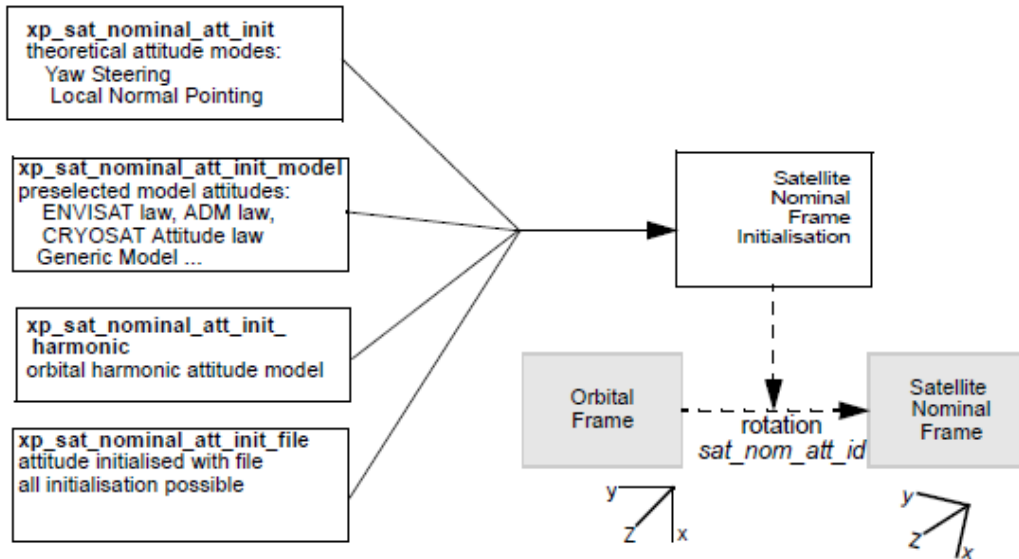 xp_sat_nominal_att_init
theoretical attitude modes:
Yaw Steering
Local Normal Pointing
xp_sat_nominal_att_init_model
preselected model attitudes:
ENVISAT law, ADM law,
CRYOSAT Attitude law
Generic Model ...
xp_sat_nominal_att_init_
harmonic
orbital harmonic attitude model
xp_sat_nominal_att_init_file
attitude initialised with file
all initialisation possible
Satellite
Nominal
Frame
Initialisation
Orbital
Frame
rotation
sat_nom_att_id
Satellite
Nominal
Frame
y
Z
x
y
Z
x